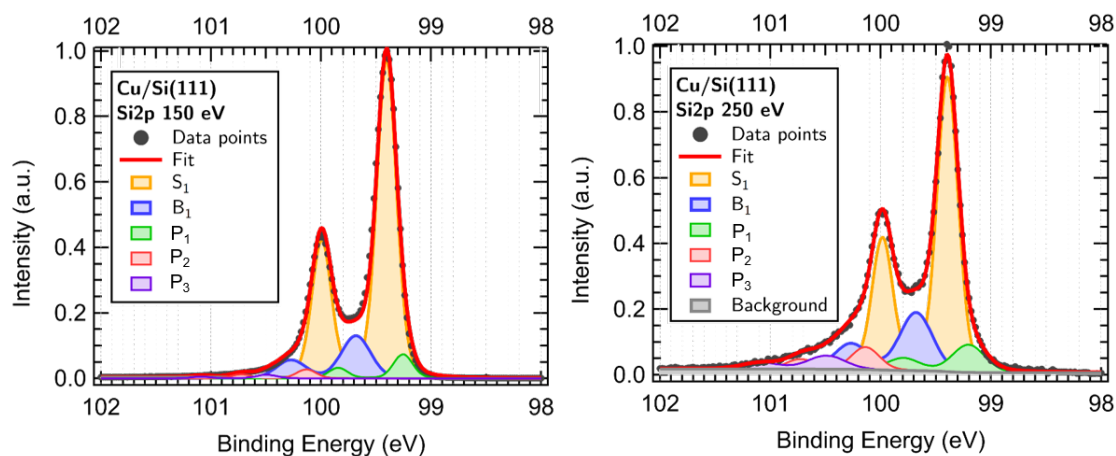 102 101 100 99 98
1.0
0.8
0.6
0.4
0.2
0.0
Intensity (a.u.)
Cu/Si(111)
Si2p 150 eV
Data points
Fit
S₁
B₁
P₁
P₂
P₃
102 101 100 99 98
Binding Energy (eV)
102 101 100 99 98
1.0
0.8
0.6
0.4
0.2
0.0
Intensity (a.u.)
Cu/Si(111)
Si2p 250 eV
Data points
Fit
S₁
B₁
P₁
P₂
P₃
Background
102 101 100 99 98
Binding Energy (eV)